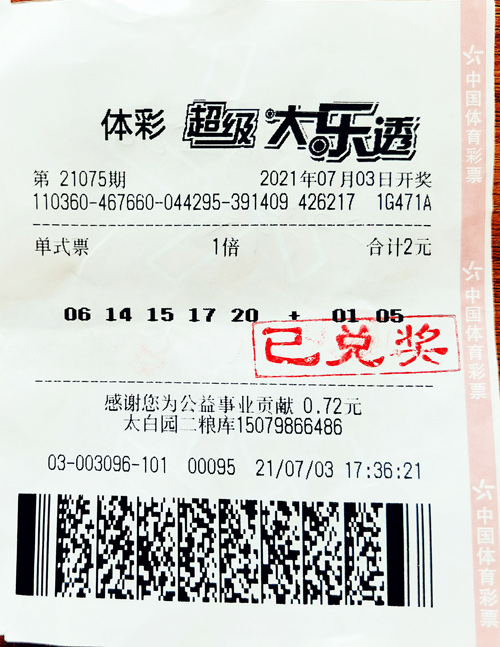 体彩 超级大乐透
第 21075期 2021年07月03日开奖
110360-467660-044295-391409 426217 1G471A
单式票 1倍 合计2元
06 14 15 17 20 + 01 05
已兑奖
感谢您为公益事业贡献 0.72元
太白园二粮库15079866486
03-003096-101 00095 21/07/03 17:36:21
中国体育彩票
中国体育彩票
中国体育彩票